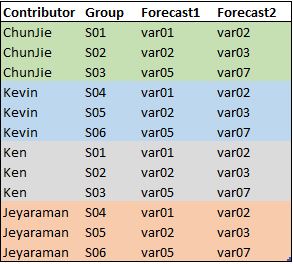 Contributor Group Forecast1 Forecast2
ChunJie S01 var01 var02
ChunJie S02 var02 var03
ChunJie S03 var05 var07
Kevin S04 var01 var02
Kevin S05 var02 var03
Kevin S06 var05 var07
Ken S01 var01 var02
Ken S02 var02 var03
Ken S03 var05 var07
Jeyaraman S04 var01 var02
Jeyaraman S05 var02 var03
Jeyaraman S06 var05 var07